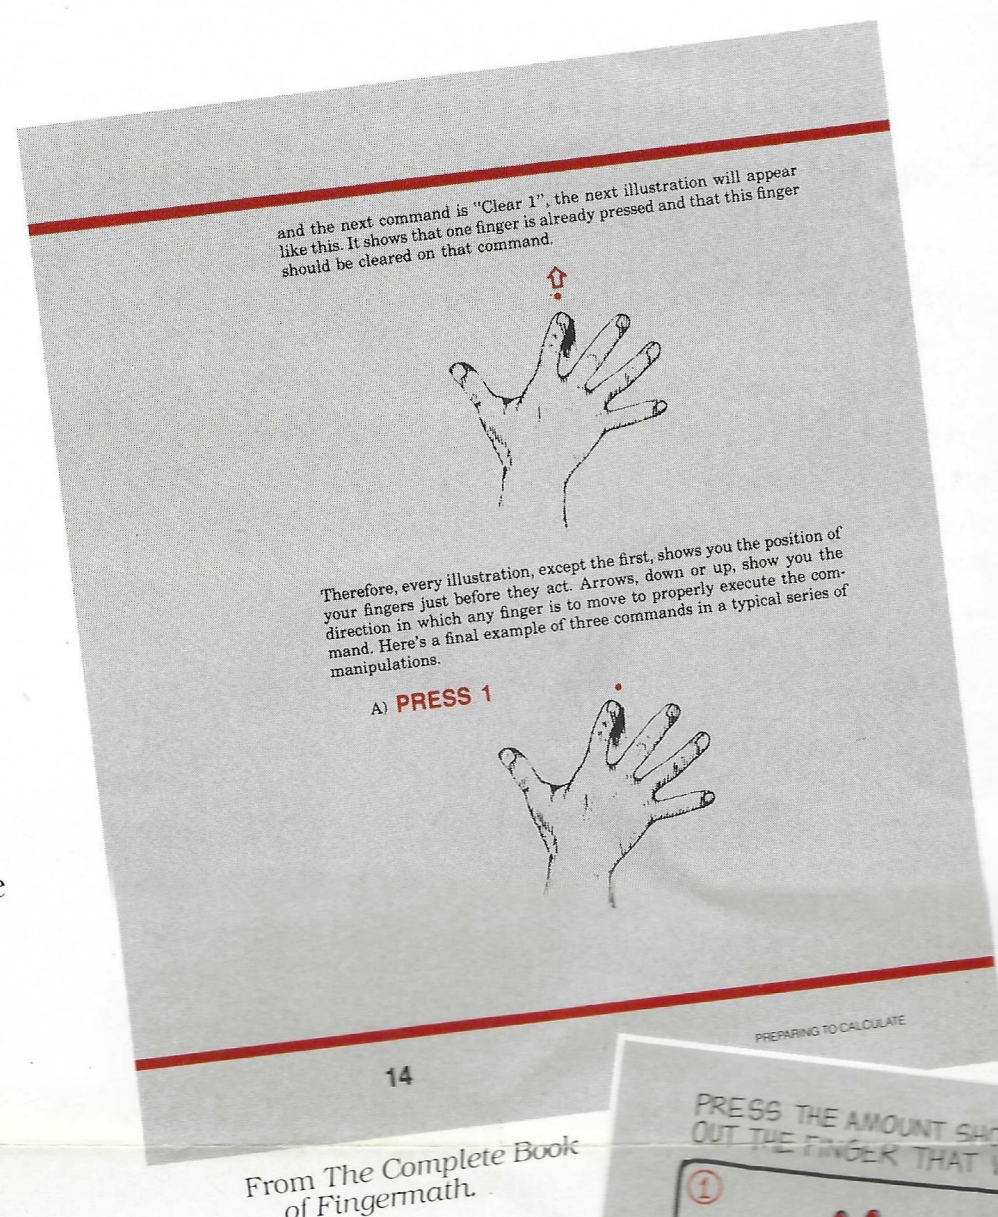 and the next command is "Clear 1", the next illustration will appear
like this. It shows that one finger is already pressed and that this finger
should be cleared on that command.
Therefore, every illustration, except the first, shows you the position of
your fingers just before they act. Arrows, down or up, show you the
direction in which any finger is to move to properly execute the com-
mand. Here's a final example of three commands in a typical series of
manipulations.
A) PRESS 1
PREPARING TO CALCULATE
14
From The Complete Book
of Fingermath.
PRESS THE AMOUNT
OUT THE FINGER THAT
1